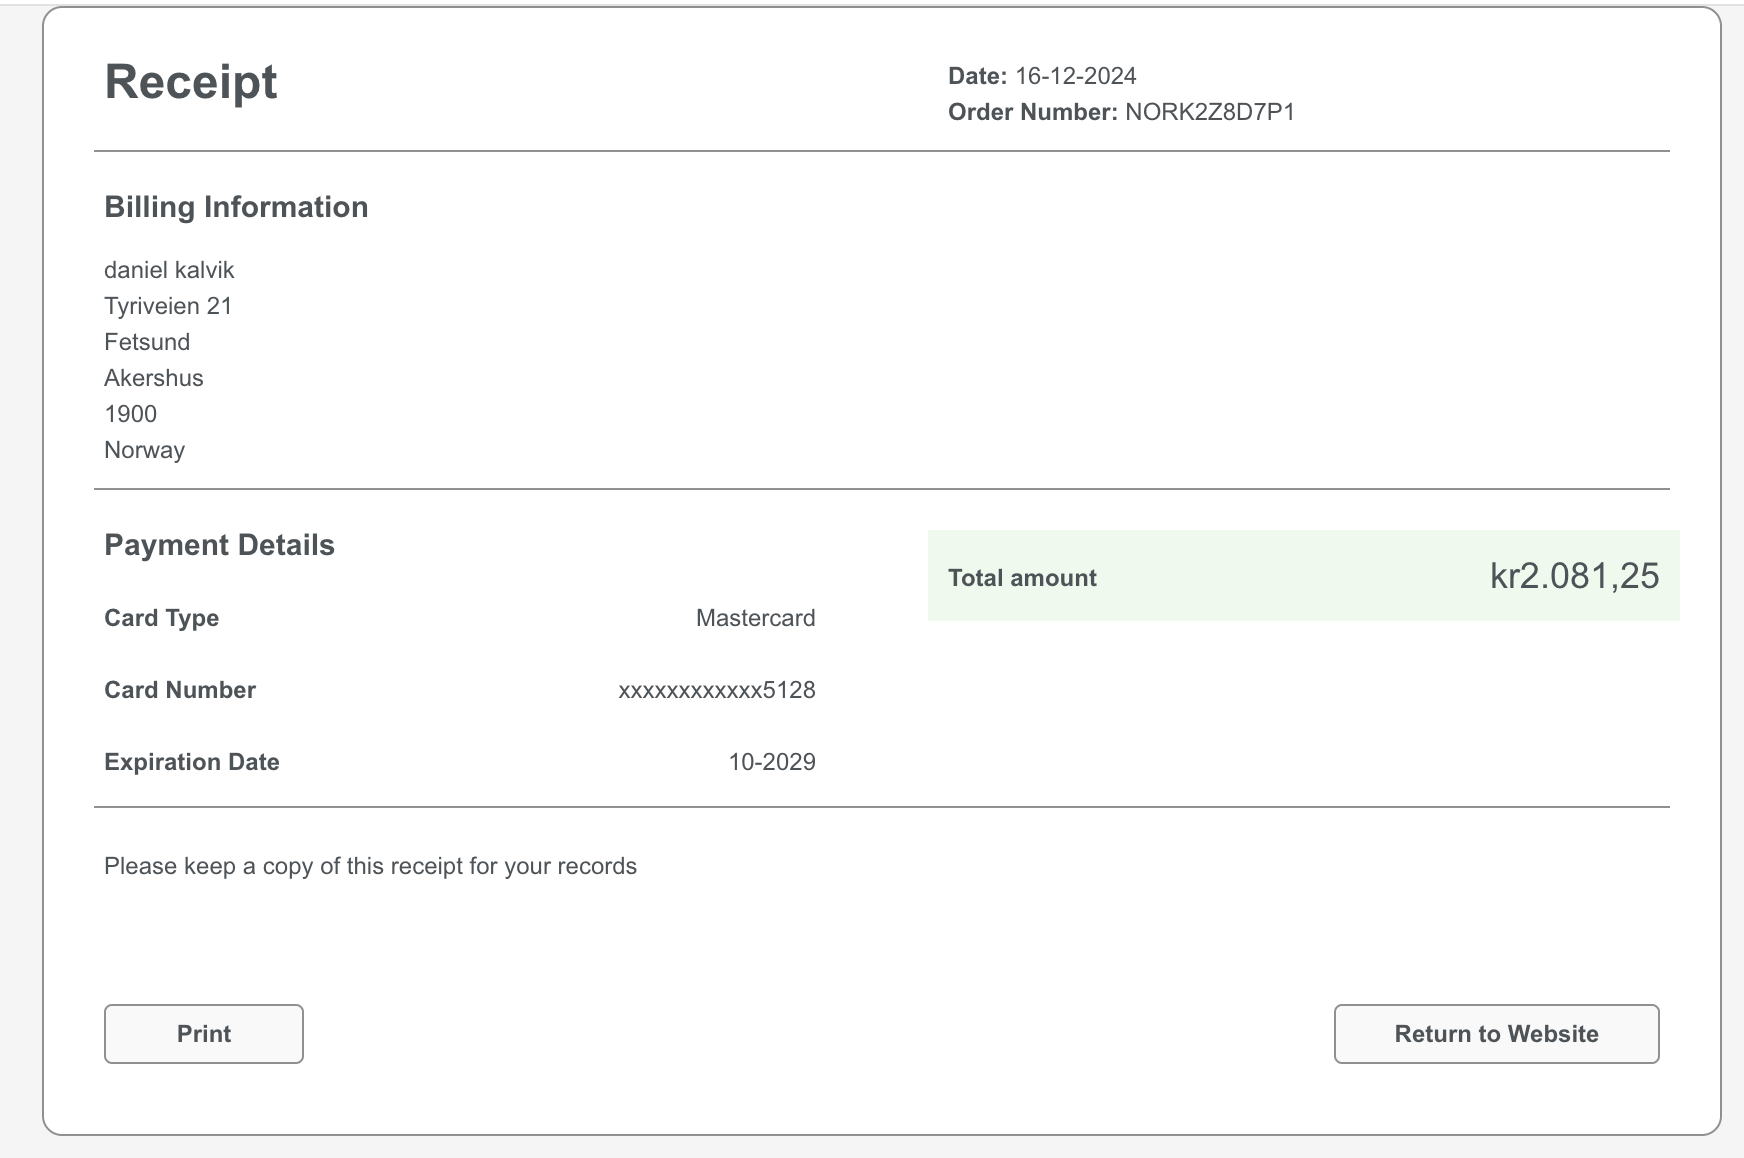 Receipt
Date: 16-12-2024
Order Number: NORK2Z8D7P1
Billing Information
daniel kalvik
Tyriveien 21
Fetsund
Akershus
1900
Norway
Payment Details
Total amount kr2.081,25
Card Type Mastercard
Card Number xxxxxxxxxxxx5128
Expiration Date 10-2029
Please keep a copy of this receipt for your records
Print
Return to Website